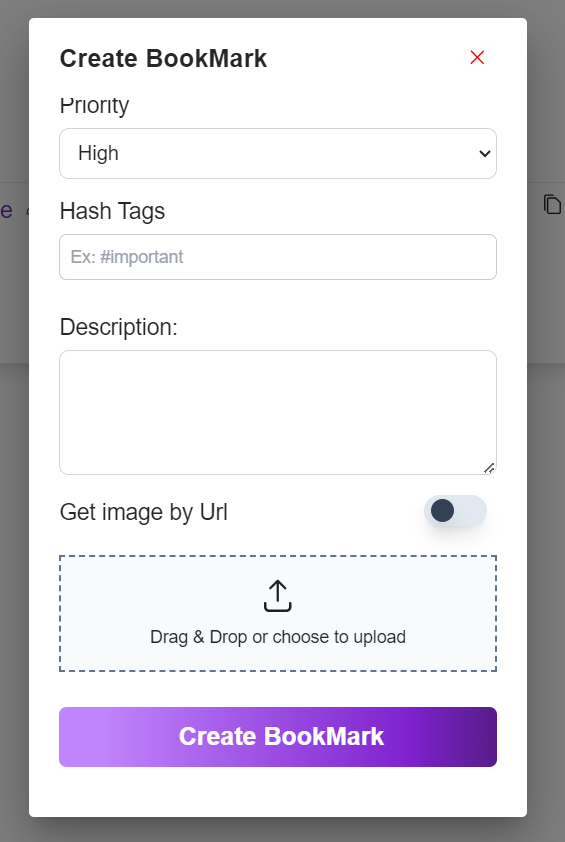 Create BookMark
Priority
High
e
Hash Tags
Ex: #important
Description:
Get image by Url
Drag & Drop or choose to upload
Create BookMark